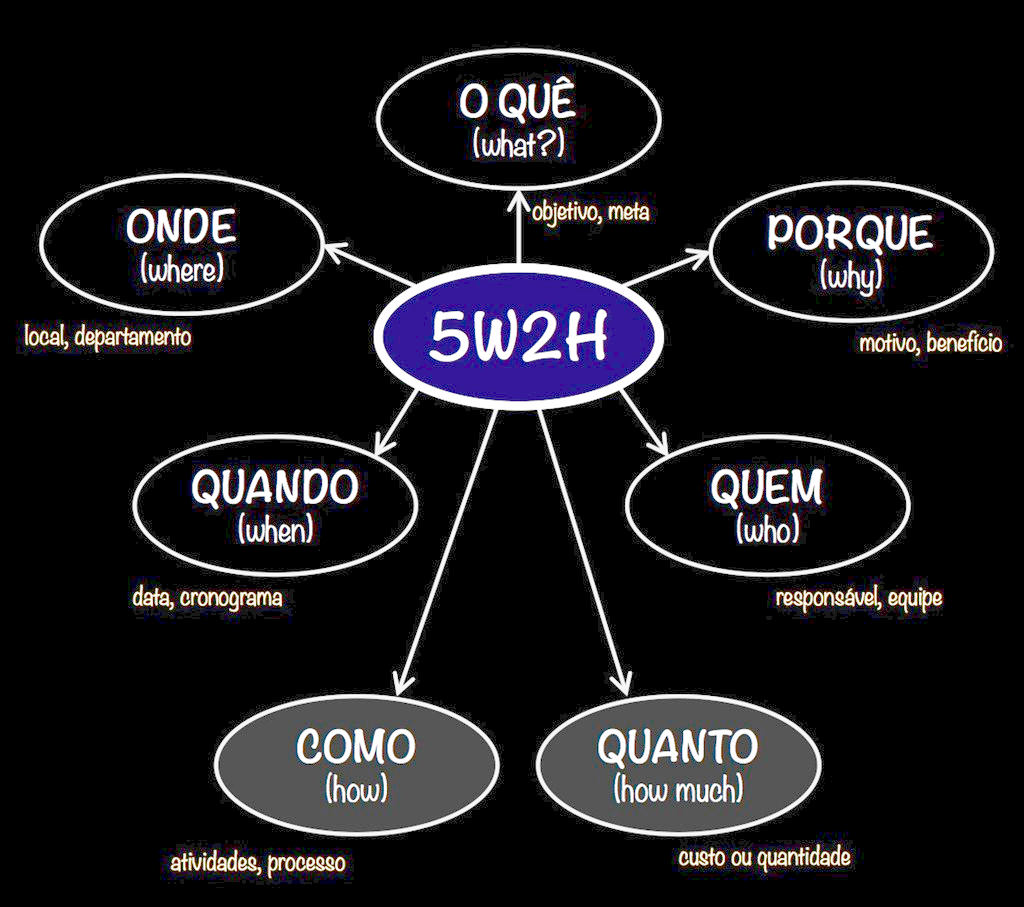 O QUÊ
(what?)
objetivo, meta
ONDE
(where)
local, departamento
PORQUE
(why)
motivo, benefício
5W2H
QUANDO
(when)
data, cronograma
QUEM
(who)
responsável, equipe
COMO
(how)
atividades, processo
QUANTO
(how much)
custo ou quantidade